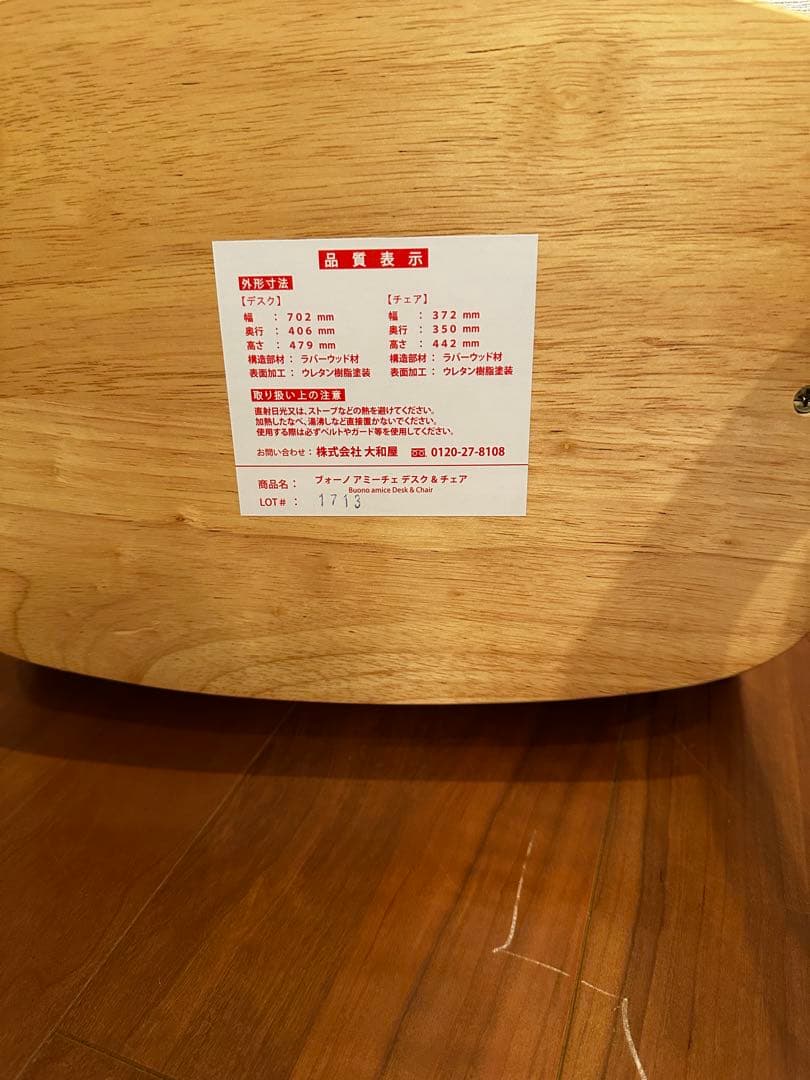 品質表示
外形寸法
【デスク】
幅 : 702 mm
奥行 : 406 mm
高さ : 479 mm
構造部材 : ラバーウッド材
表面加工 : ウレタン樹脂塗装
【チェア】
幅 : 372 mm
奥行 : 350 mm
高さ : 442 mm
構造部材 : ラバーウッド材
表面加工 : ウレタン樹脂塗装
取り扱い上の注意
直射日光又は、ストーブなどの熱を避けてください。
加熱したなべ、湯沸しなど直接置かないでください。
使用する際は必ずベルトやガード等を使用してください。
お問い合わせ : 株式会社 大和屋 0120-27-8108
商品名 : ブォーノ アミーチェ デスク & チェア
Buono amice Desk & Chair
LOT# : 1713